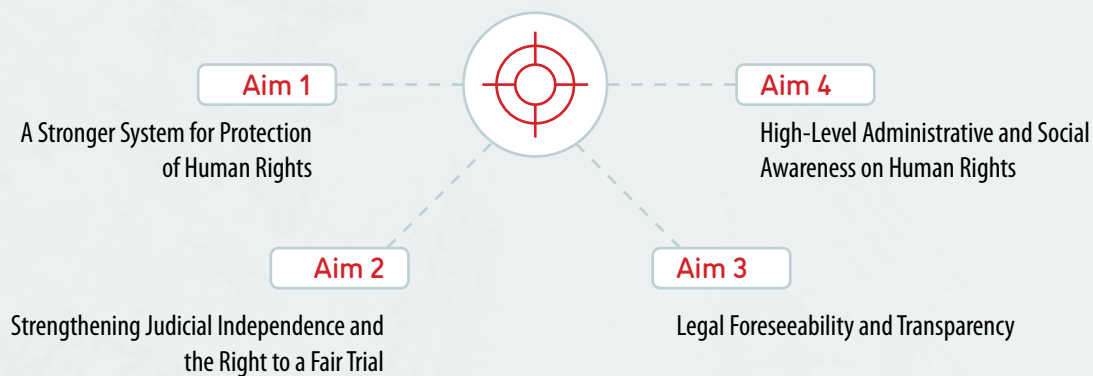 Aim 1
A Stronger System for Protection
of Human Rights
Aim 2
Strengthening Judicial Independence and
the Right to a Fair Trial
Aim 3
Legal Foreseeability and Transparency
Aim 4
High-Level Administrative and Social
Awareness on Human Rights